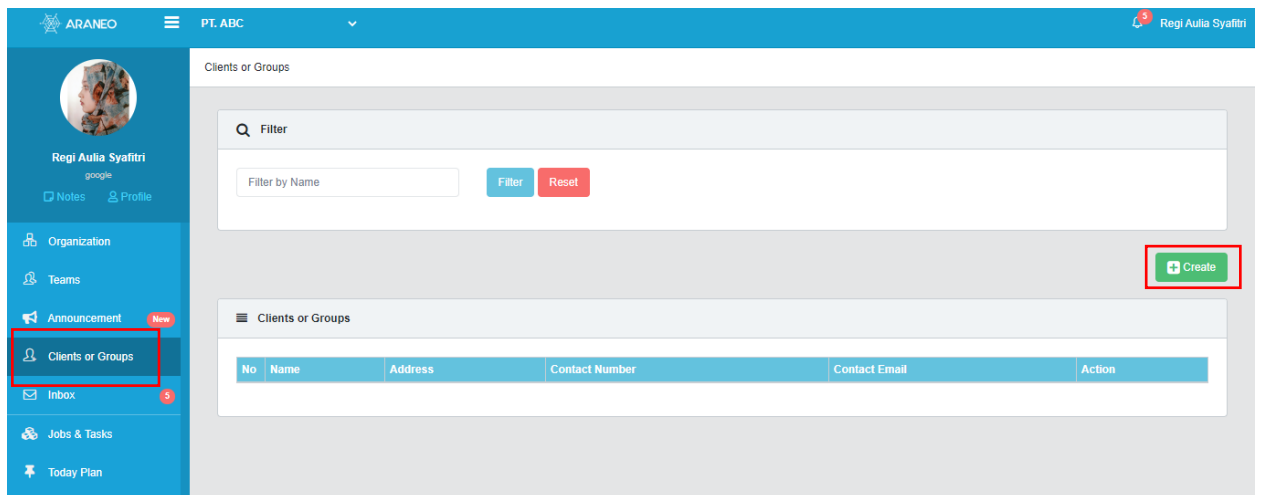 ARANEO
PT. ABC
5
Regi Aulia Syafitri
Regi Aulia Syafitri
google
Notes Profile
Organization
Teams
Announcement New
Clients or Groups
Inbox 5
Jobs & Tasks
Today Plan
Clients or Groups
Filter
Filter by Name Filter Reset
Create
Clients or Groups
No Name Address Contact Number Contact Email Action